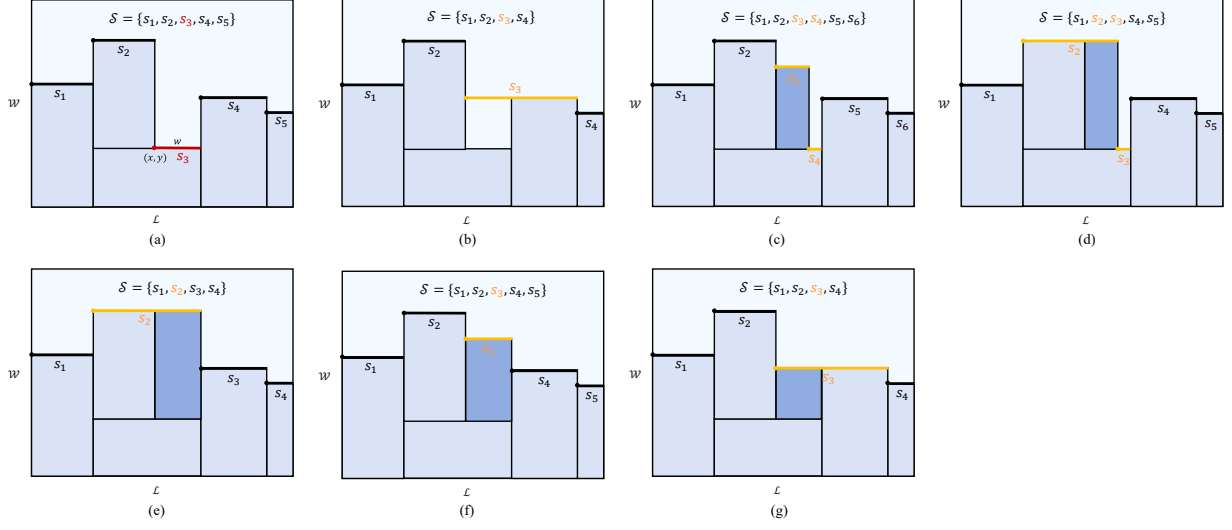 𝒮 = {s₁, s₂, s₃, s₄, s₅}
s₂
s₁
𝒲
s₄
s₅
w
(x, y)
s₃
ℒ
(a)
𝒮 = {s₁, s₂, s₃, s₄}
s₂
s₁
s₃
𝒲
s₄
ℒ
(b)
𝒮 = {s₁, s₂, s₃, s₄, s₅, s₆}
s₂
s₁
𝒲
s₅
s₆
s₄
ℒ
(c)
𝒮 = {s₁, s₂, s₃, s₄, s₅}
s₂
s₁
𝒲
s₄
s₅
s₃
ℒ
(d)
𝒮 = {s₁, s₂, s₃, s₄}
s₂
s₁
𝒲
s₃
s₄
ℒ
(e)
𝒮 = {s₁, s₂, s₃, s₄, s₅}
s₂
s₁
𝒲
s₄
s₅
ℒ
(f)
𝒮 = {s₁, s₂, s₃, s₄}
s₂
s₁
𝒲
s₃
s₄
ℒ
(g)